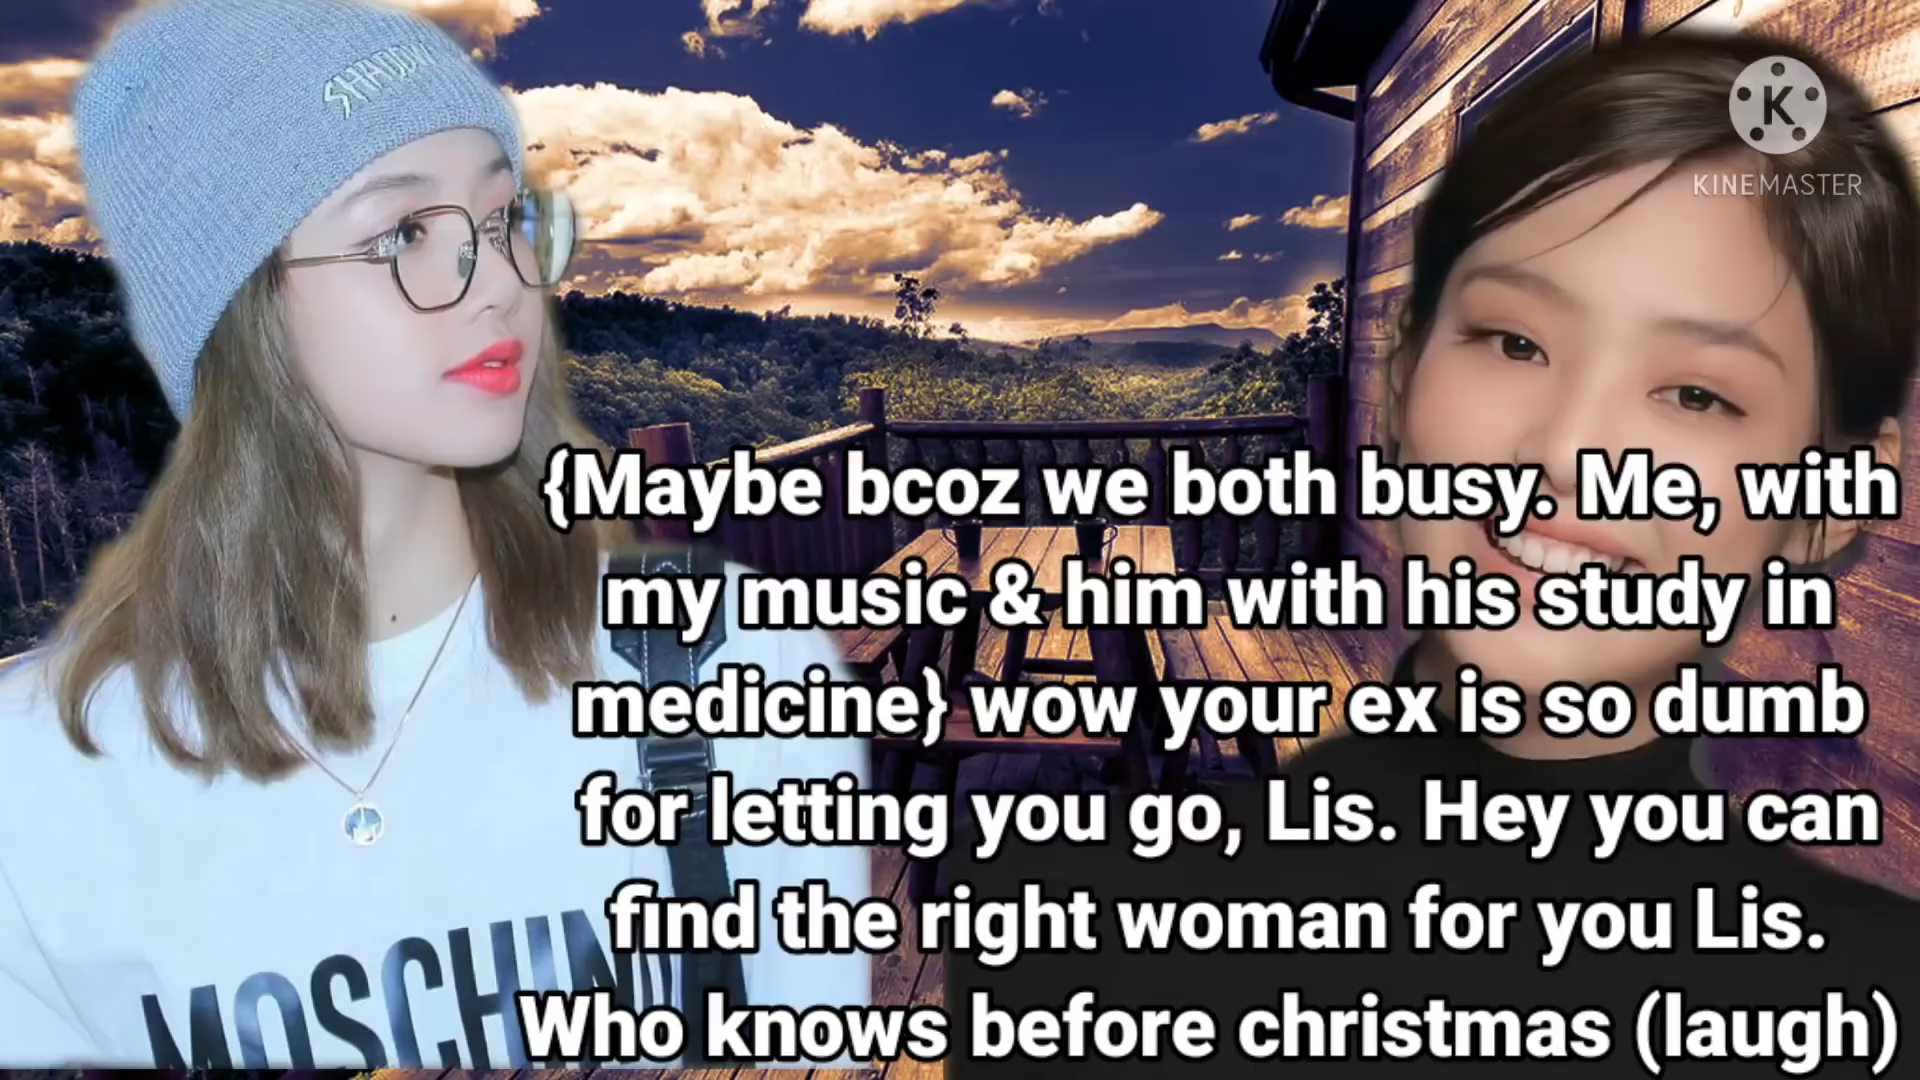 SHADOW
K
KINEMASTER
{Maybe bcoz we both busy. Me, with
my music & him with his study in
medicine} wow your ex is so dumb
for letting you go, Lis. Hey you can
find the right woman for you Lis.
Who knows before christmas (laugh)
MOSCHINO